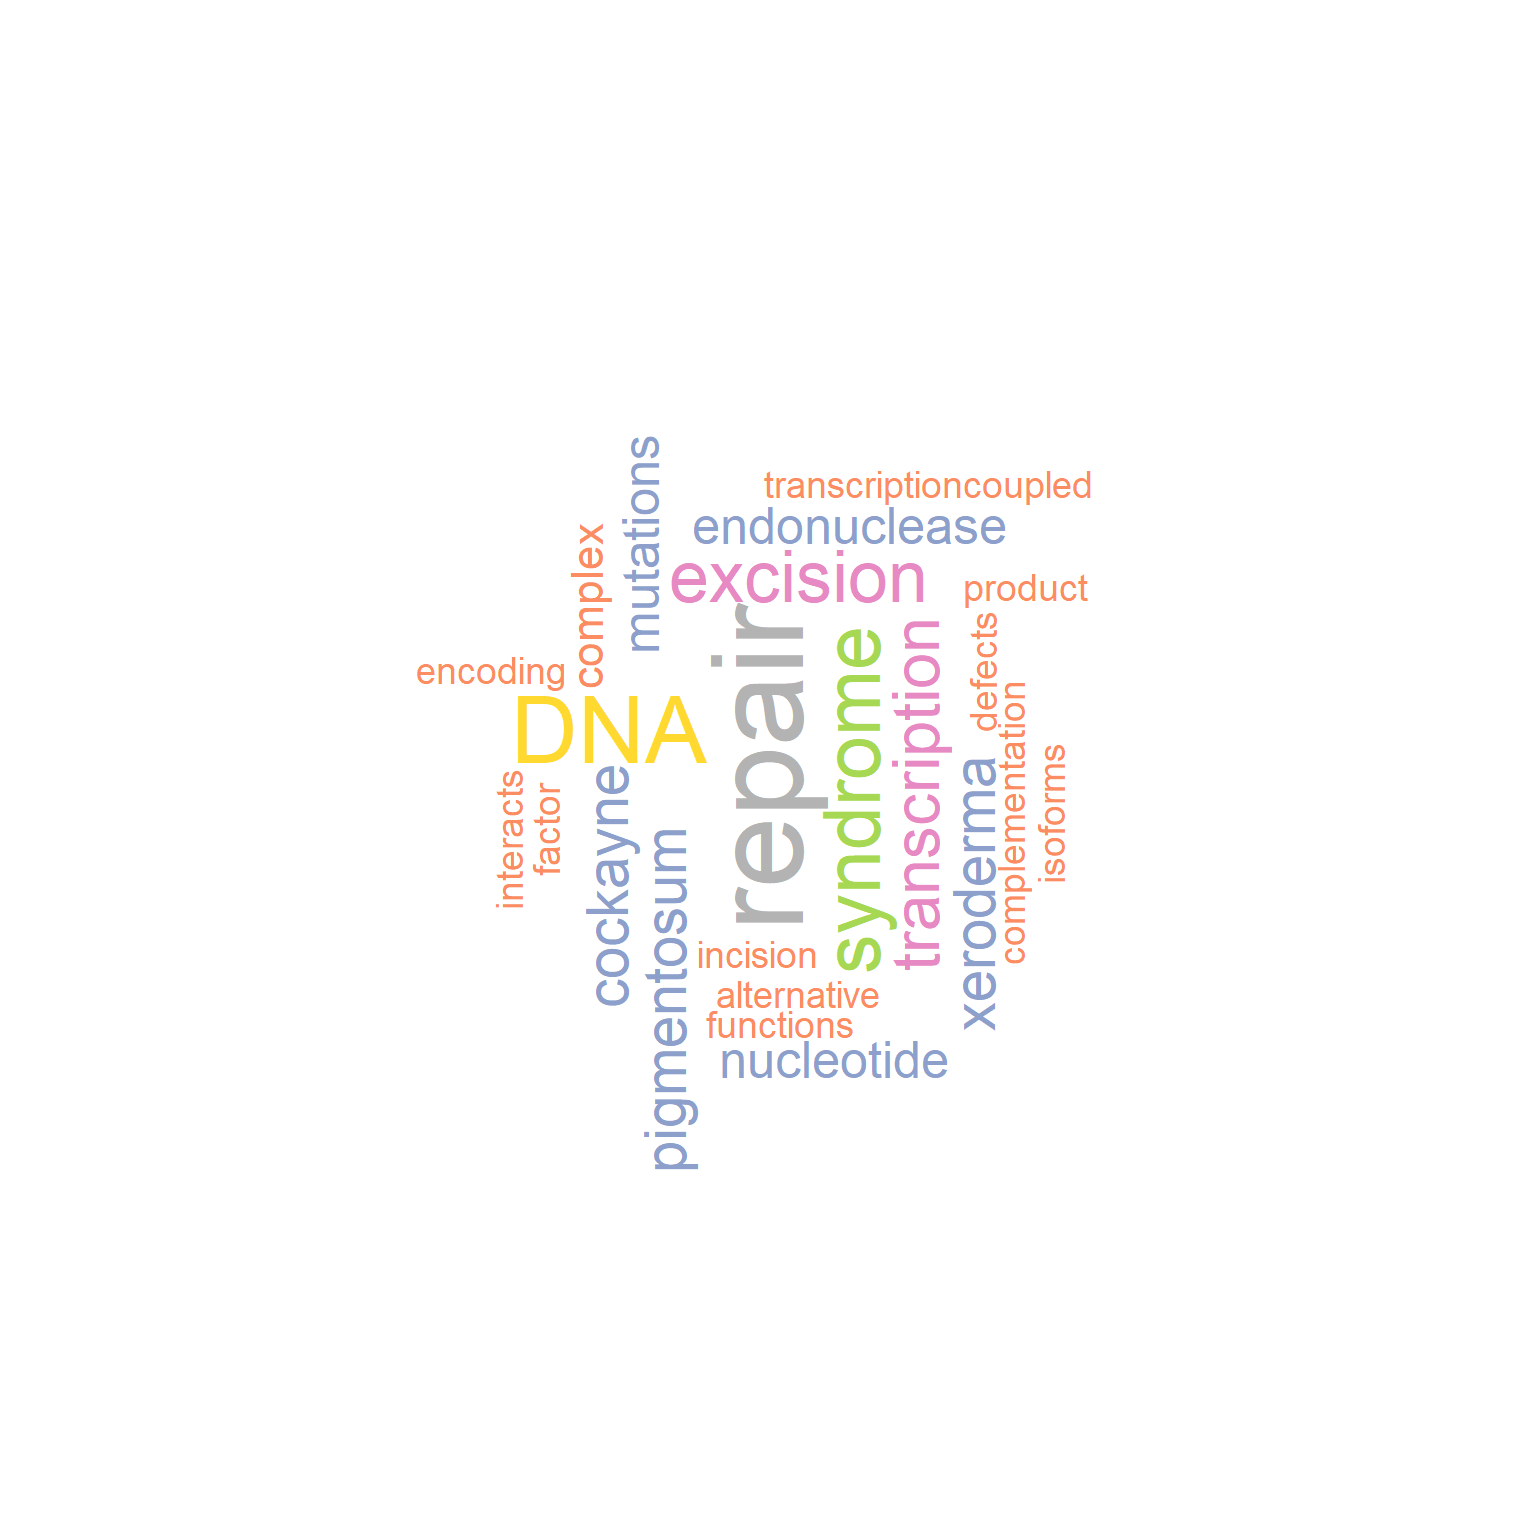 mutations
transcriptioncoupled
endonuclease
complex
excision
product
repair
defects
transcription
syndrome
encoding
complementation
DNA
isoforms
xeroderma
cockayne
interacts
factor
pigmentosum
incision
alternative
functions
nucleotide